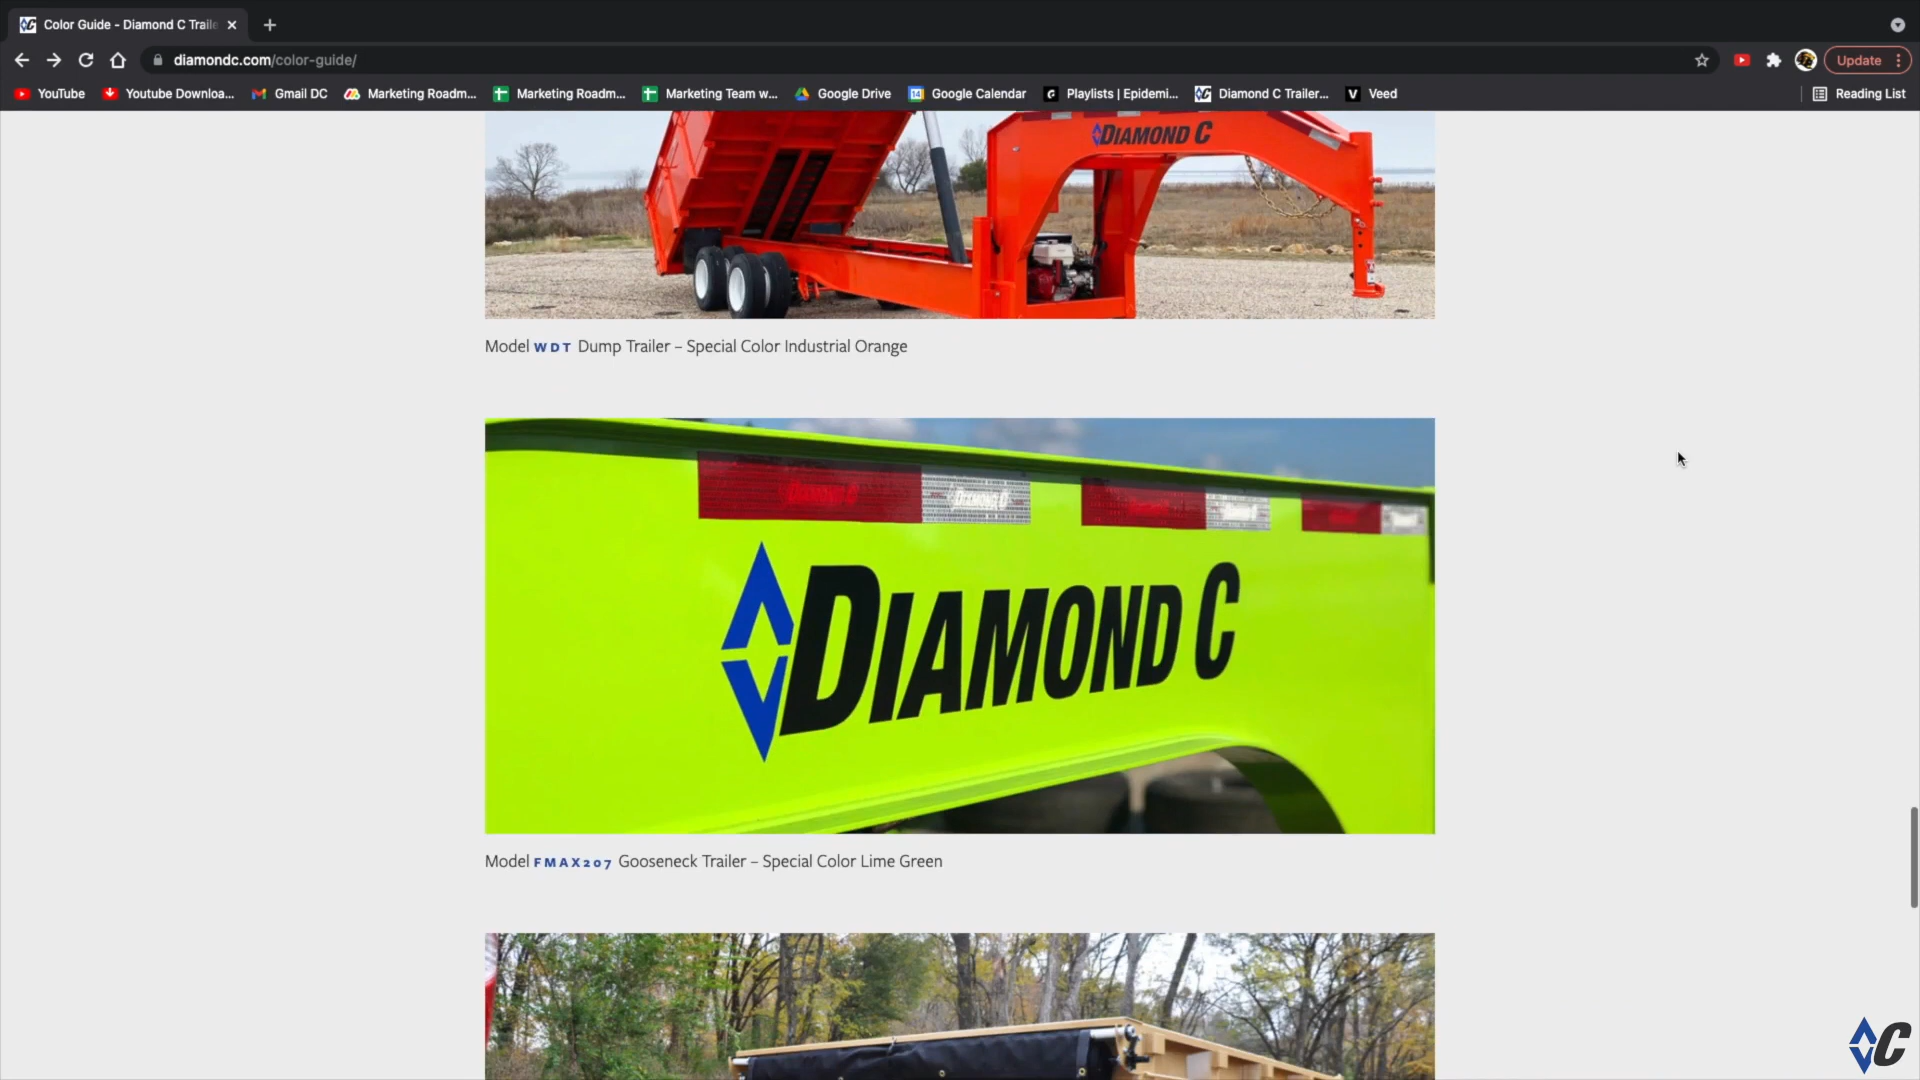 Color Guide - Diamond C Traile
diamondc.com/color-guide/
Update
YouTube
Youtube Downloa...
Gmail DC
Marketing Roadm...
Marketing Roadm...
Marketing Team w...
Google Drive
Google Calendar
Playlists | Epidemi...
Diamond C Trailer...
V Veed
Reading List
DIAMOND C
Model WDT Dump Trailer – Special Color Industrial Orange
DIAMOND C
DIAMOND C
Model FMAX207 Gooseneck Trailer – Special Color Lime Green
C